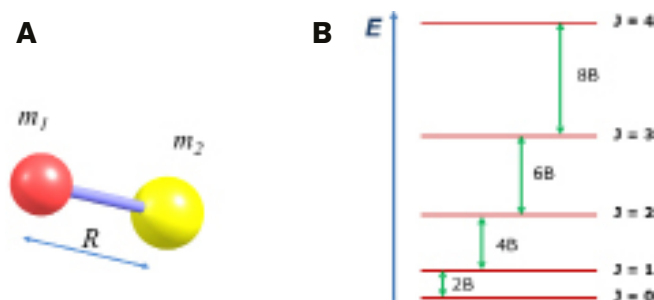 A
m₁
m₂
R
B
E
J = 4
8B
J = 3
6B
J = 2
4B
J = 1
2B
J = 0